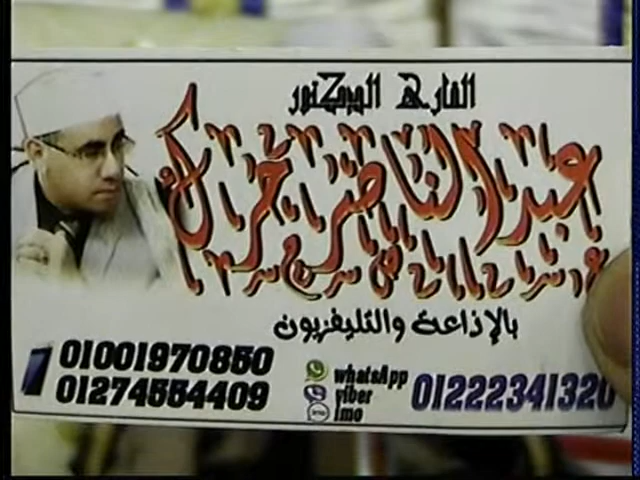 القارئ الدكتور
عبد الناصر حرك
بالإذاعة والتليفزيون
01001970850
01274554409
whatsApp
viber
Imo
01222341320